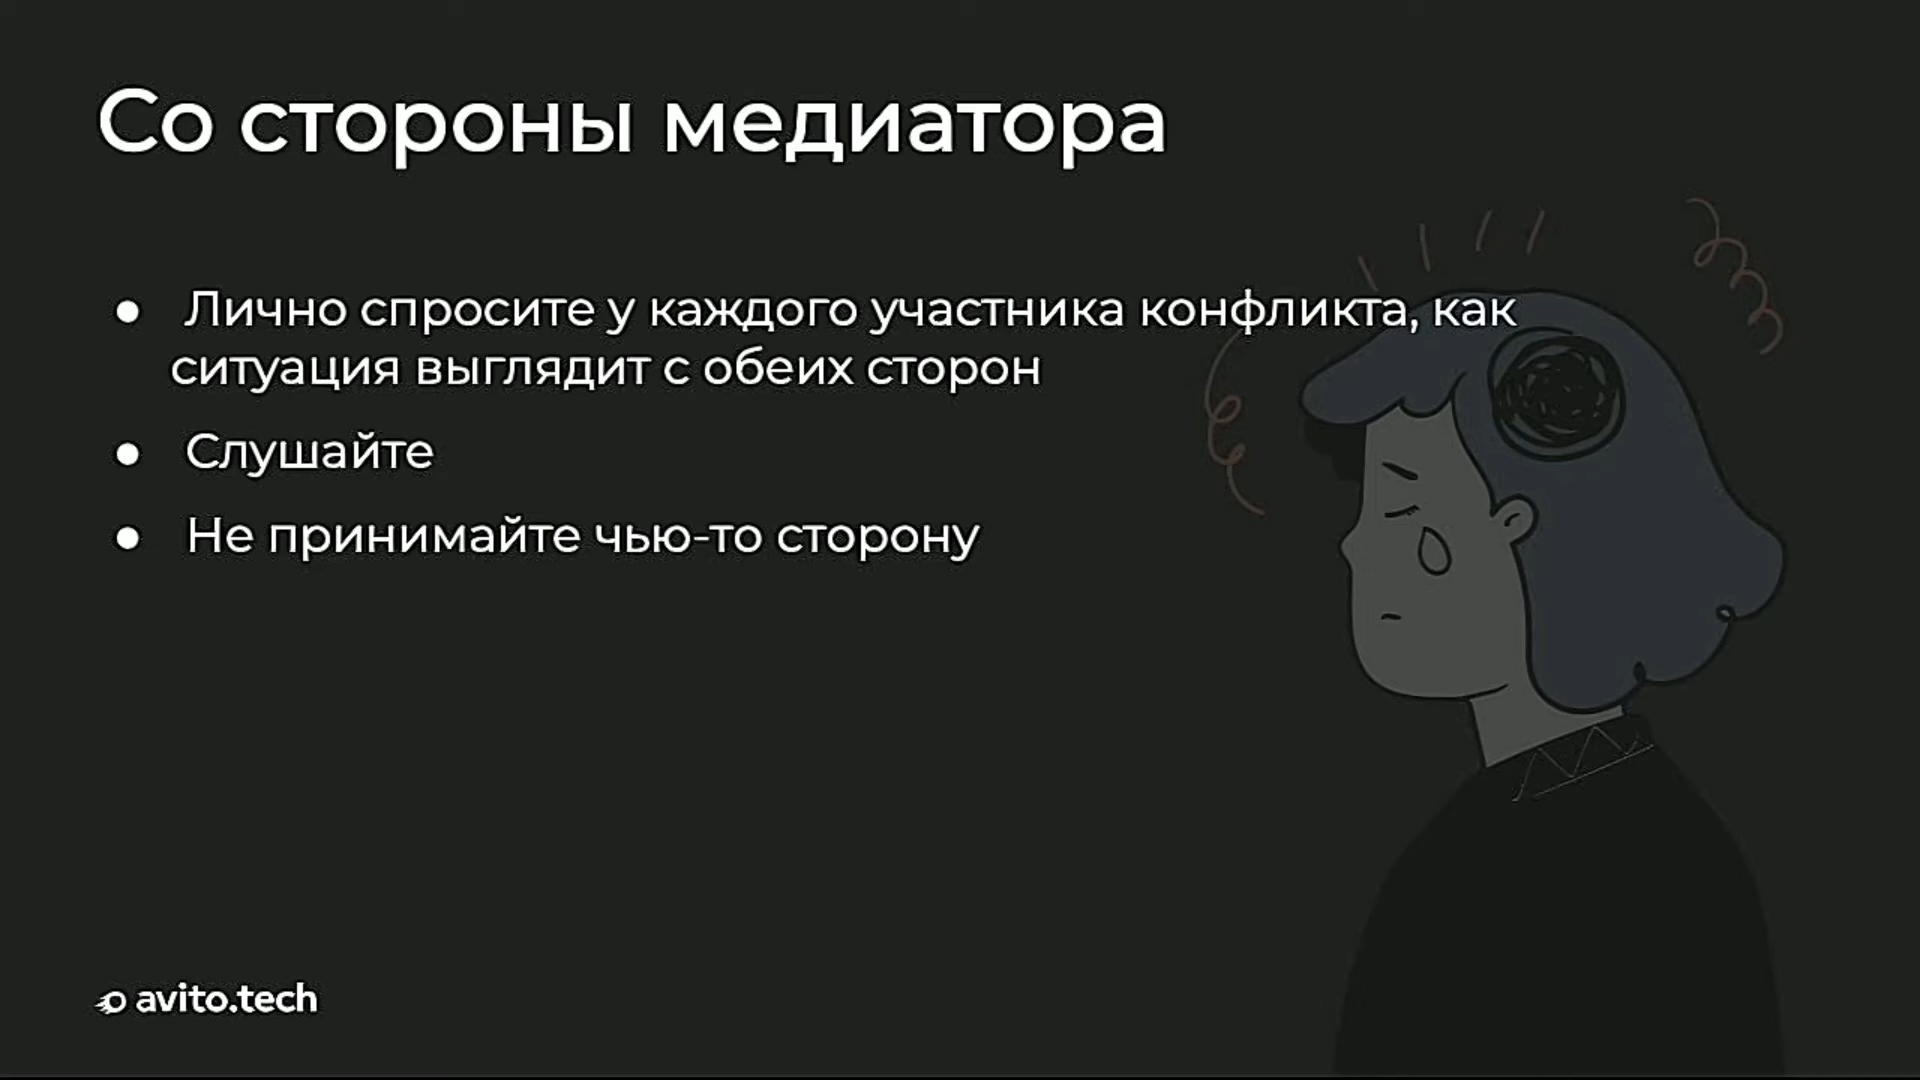 Со стороны медиатора
● Лично спросите у каждого участника конфликта, как
ситуация выглядит с обеих сторон
● Слушайте
● Не принимайте чью-то сторону
avito.tech